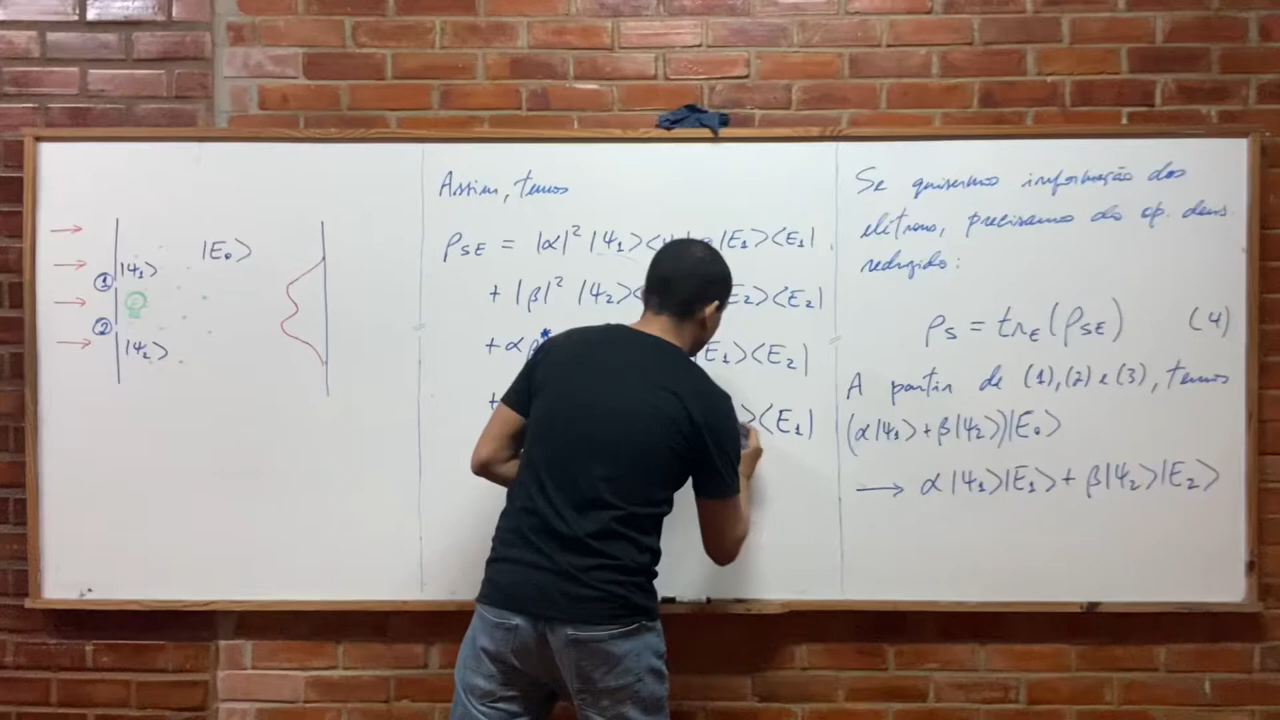 ① |ψ₁⟩
|E₀⟩
② |ψ₂⟩
Assim, temos
ρ_SE = |α|² |ψ₁⟩⟨ |E₁⟩⟨E₁|
+ |β|² |ψ₂⟩ E₂⟩⟨E₂|
+ αβ* |E₁⟩⟨E₂|
+ ⟩⟨E₁|
Se quisermos informação dos
elétrons, precisamos do op. dens.
reduzido:
ρ_S = tr_E(ρ_SE) (4)
A partir de (1),(2) e (3), temos
(α|ψ₁⟩+β|ψ₂⟩)|E₀⟩
→ α|ψ₁⟩|E₁⟩+β|ψ₂⟩|E₂⟩